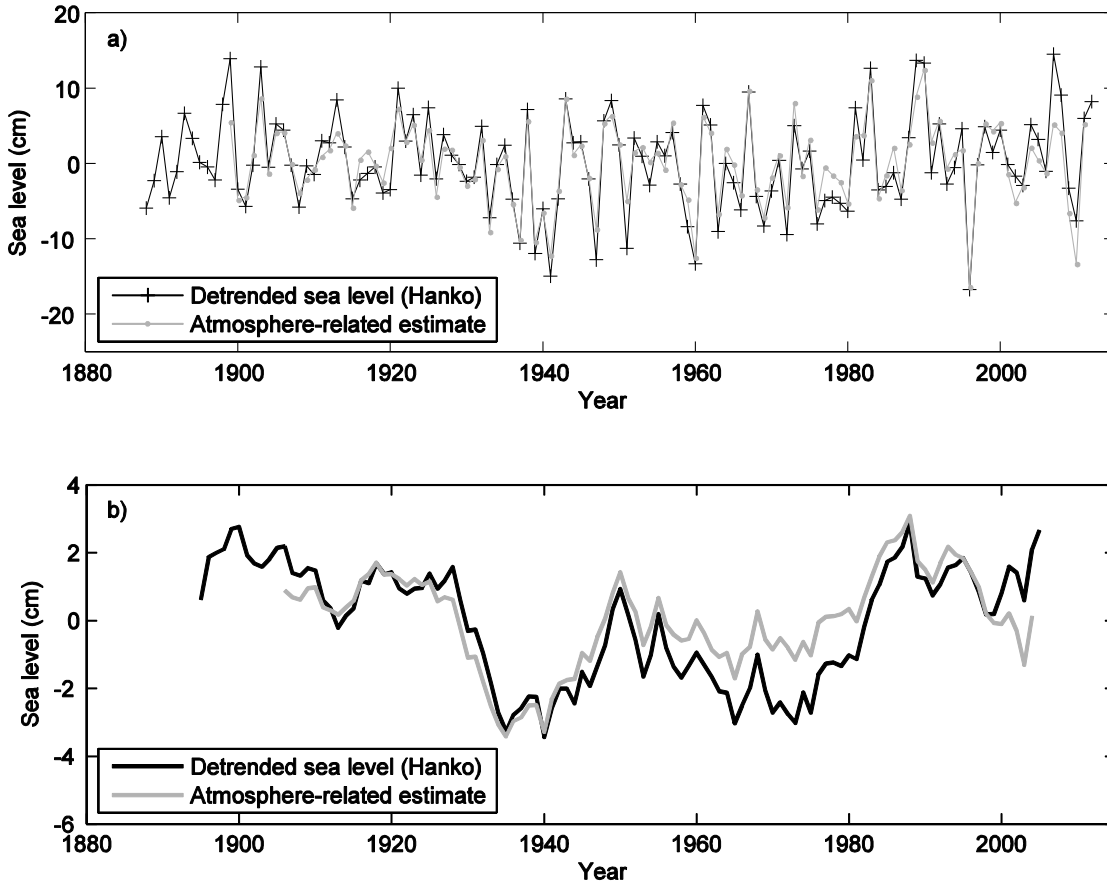 20
a)
10
0
-10
-20
Sea level (cm)
Detrended sea level (Hanko)
Atmosphere-related estimate
1880 1900 1920 1940 1960 1980 2000
Year
4
b)
2
0
-2
-4
-6
Sea level (cm)
Detrended sea level (Hanko)
Atmosphere-related estimate
1880 1900 1920 1940 1960 1980 2000
Year